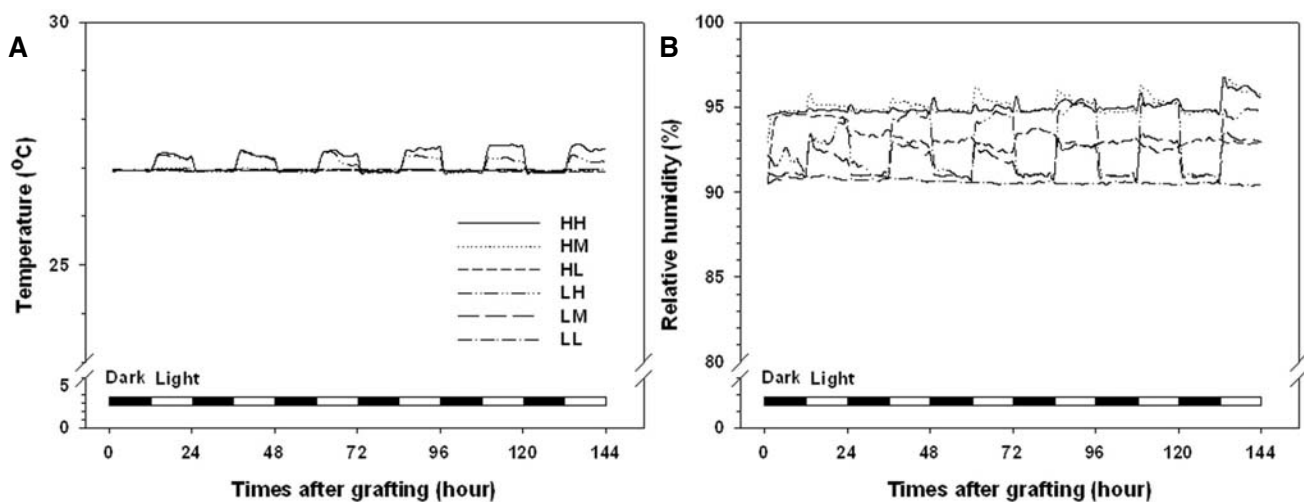 A
30
25
5
0
Temperature (°C)
HH
HM
HL
LH
LM
LL
Dark Light
0 24 48 72 96 120 144
Times after grafting (hour)
B
100
95
90
85
80
0
Relative humidity (%)
Dark Light
0 24 48 72 96 120 144
Times after grafting (hour)